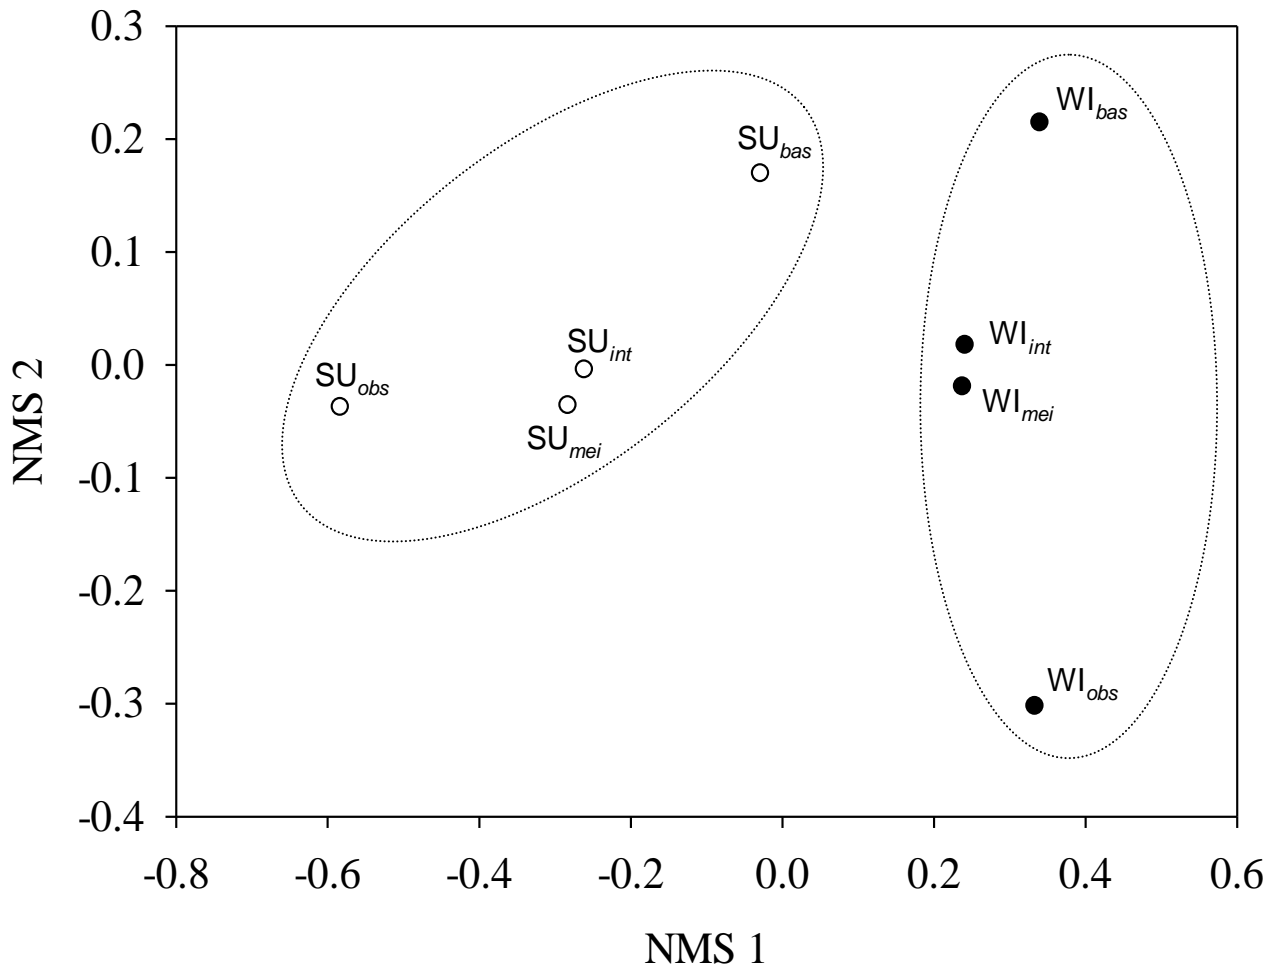 0.3
WIbas
0.2
SUbas
0.1
SUint
WIint
0.0
SUobs
WImei
SUmei
-0.1
-0.2
WIobs
-0.3
-0.4
-0.8 -0.6 -0.4 -0.2 0.0 0.2 0.4 0.6
NMS 1
NMS 2